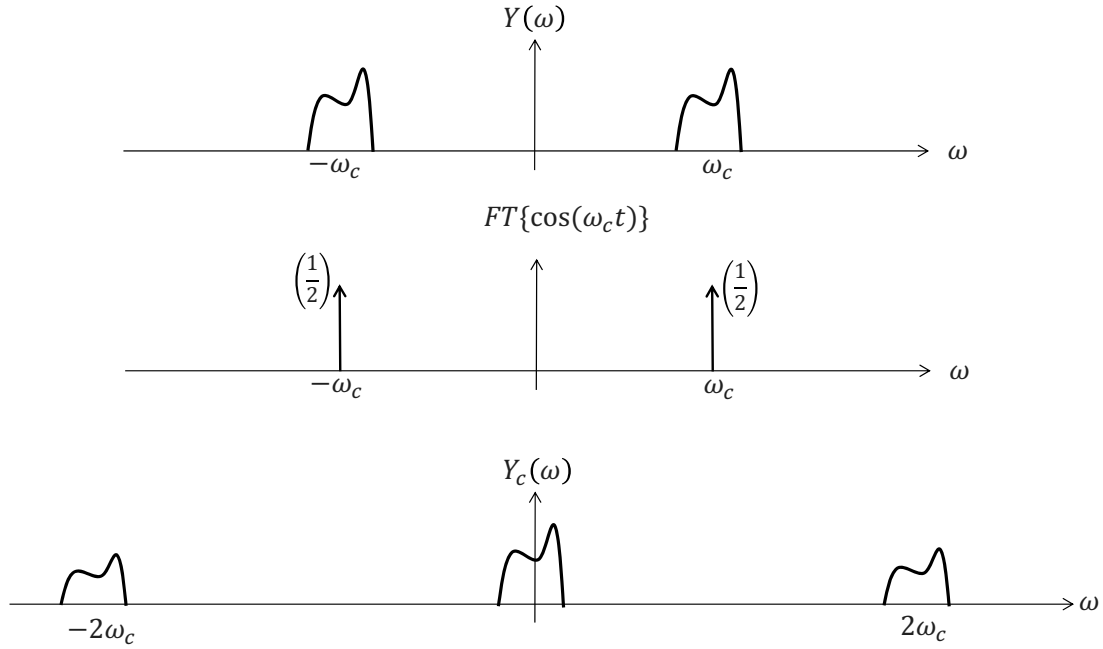 Y(ω)
−ω_c ω_c ω
FT{cos(ω_c t)}
(1/2) (1/2)
−ω_c ω_c ω
Y_c(ω)
ω
−2ω_c 2ω_c